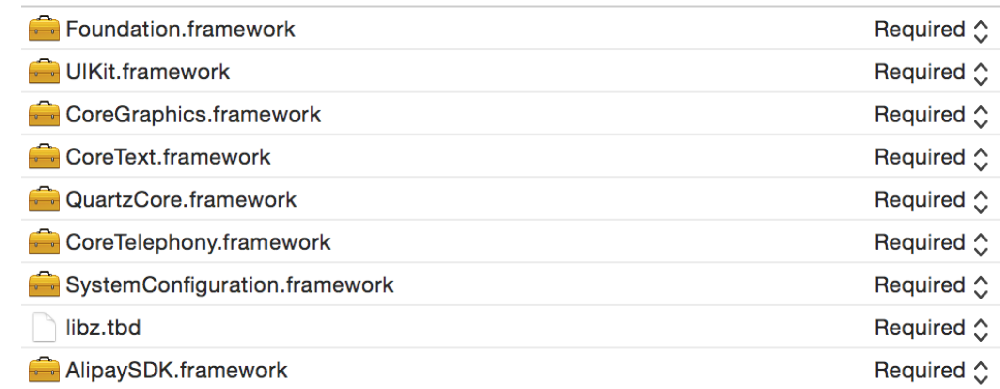 Foundation.framework Required
UIKit.framework Required
CoreGraphics.framework Required
CoreText.framework Required
QuartzCore.framework Required
CoreTelephony.framework Required
SystemConfiguration.framework Required
libz.tbd Required
AlipaySDK.framework Required